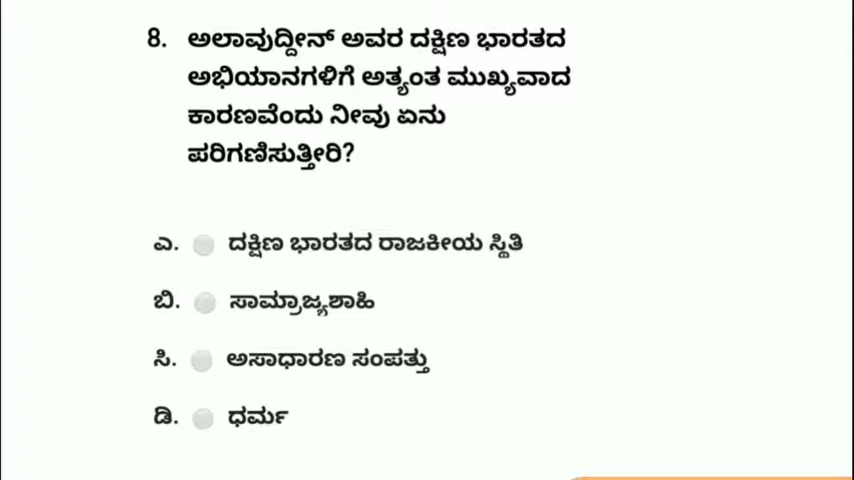 8. ಅಲಾವುದ್ದೀನ್ ಅವರ ದಕ್ಷಿಣ ಭಾರತದ
ಅಭಿಯಾನಗಳಿಗೆ ಅತ್ಯಂತ ಮುಖ್ಯವಾದ
ಕಾರಣವೆಂದು ನೀವು ಏನು
ಪರಿಗಣಿಸುತ್ತೀರಿ?
ಎ. ದಕ್ಷಿಣ ಭಾರತದ ರಾಜಕೀಯ ಸ್ಥಿತಿ
ಬಿ. ಸಾಮ್ರಾಜ್ಯಶಾಹಿ
ಸಿ. ಅಸಾಧಾರಣ ಸಂಪತ್ತು
ಡಿ. ಧರ್ಮ